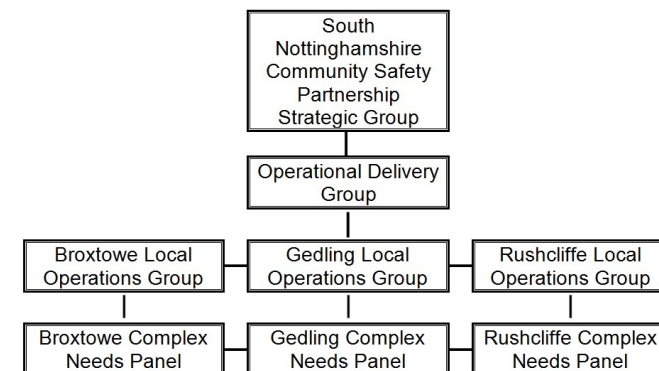 South
Nottinghamshire
Community Safety
Partnership
Strategic Group
Operational Delivery
Group
Broxtowe Local
Operations Group
Gedling Local
Operations Group
Rushcliffe Local
Operations Group
Broxtowe Complex
Needs Panel
Gedling Complex
Needs Panel
Rushcliffe Complex
Needs Panel